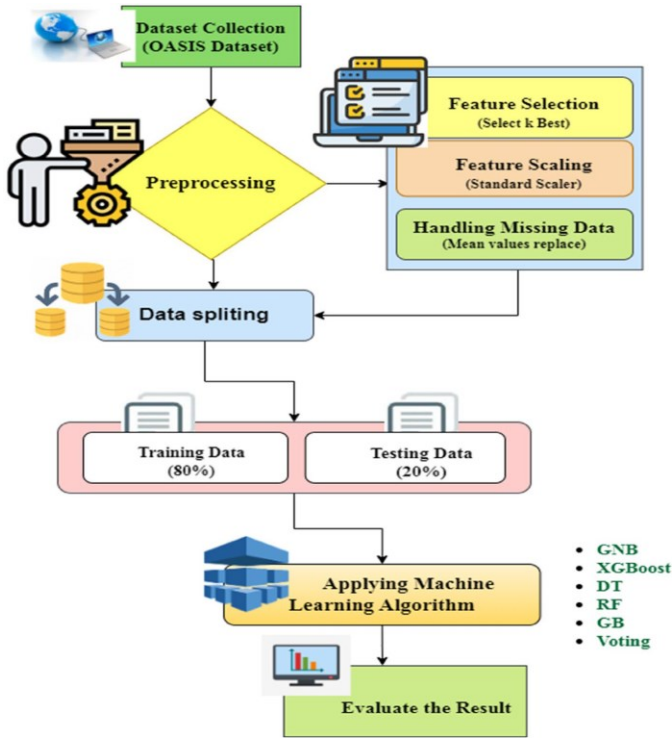 Dataset Collection
(OASIS Dataset)
Feature Selection
(Select k Best)
Preprocessing
Feature Scaling
(Standard Scaler)
Handling Missing Data
(Mean values replace)
Data spliting
Training Data
(80%)
Testing Data
(20%)
Applying Machine
Learning Algorithm
• GNB
• XGBoost
• DT
• RF
• GB
• Voting
Evaluate the Result